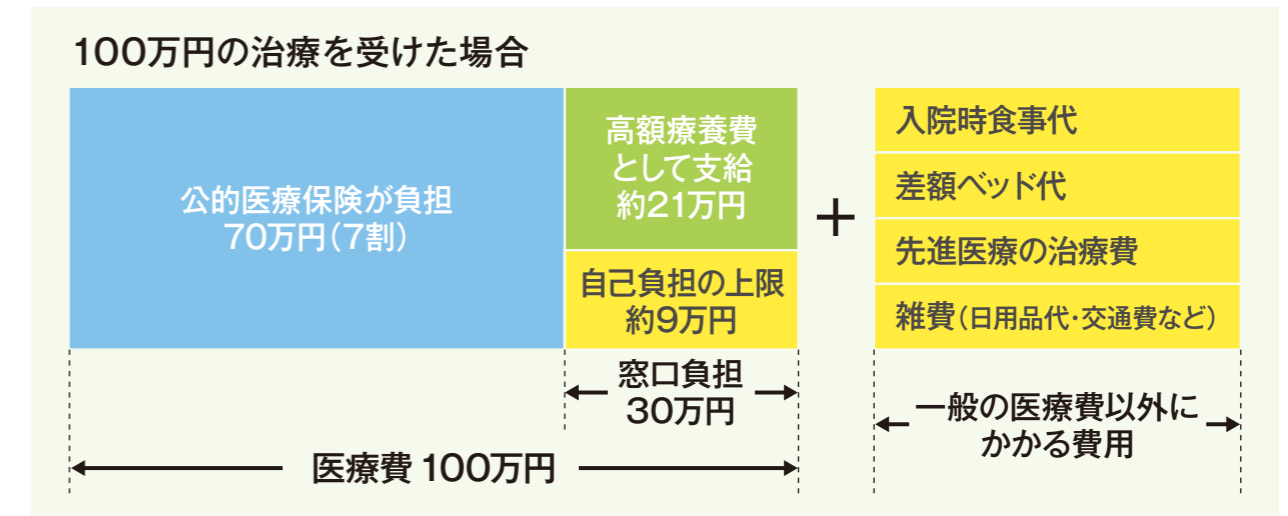 100万円の治療を受けた場合
公的医療保険が負担
70万円(7割)
高額療養費
として支給
約21万円
自己負担の上限
約9万円
+
入院時食事代
差額ベッド代
先進医療の治療費
雑費(日用品代・交通費など)
窓口負担
30万円
医療費 100万円
一般の医療費以外に
かかる費用